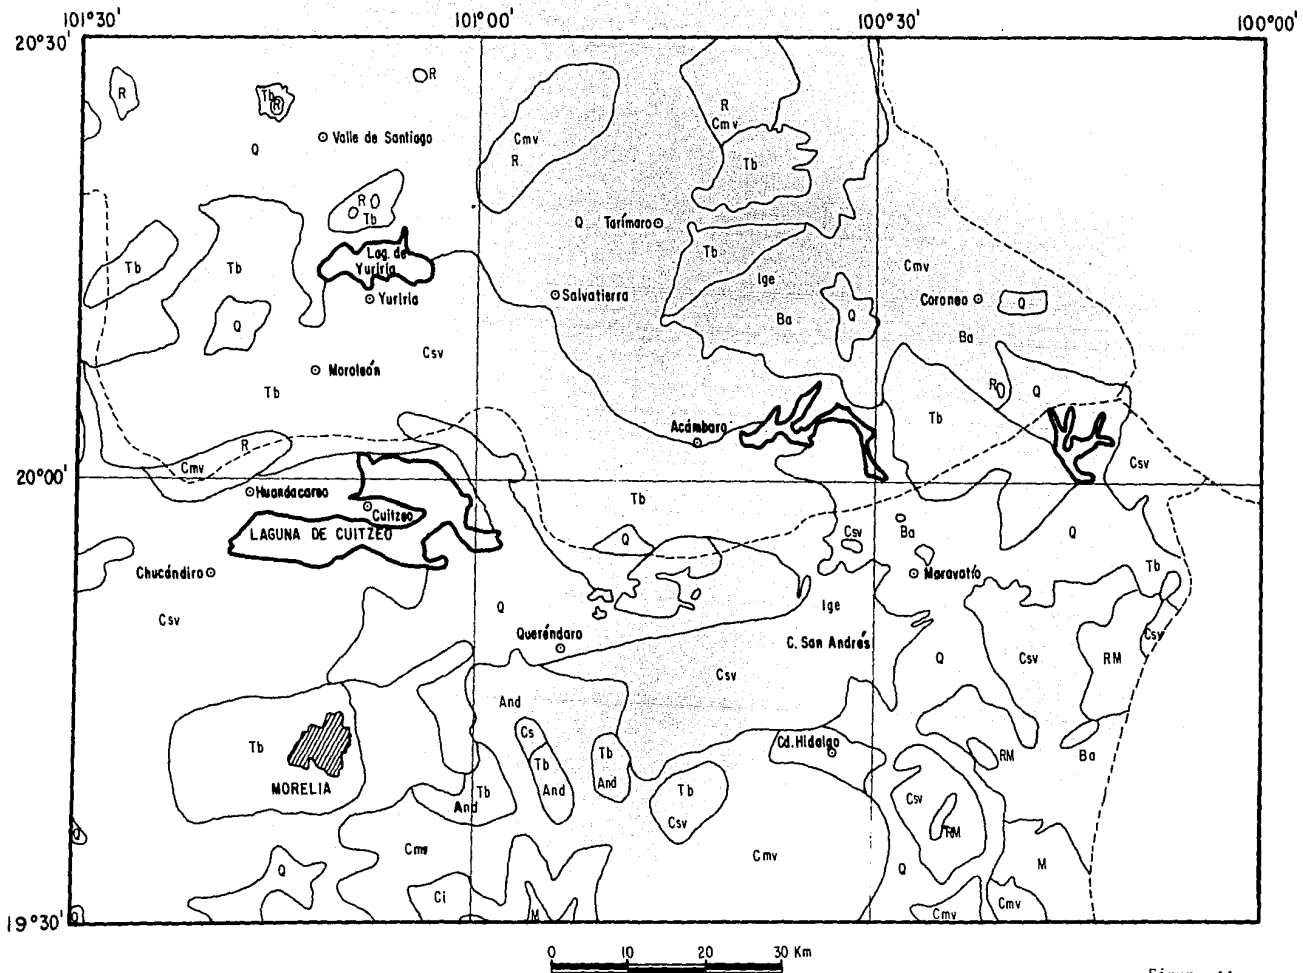 101°30' 101°00' 100°30' 100°00'
20°30'
R
R
Tb
R
Valle de Santiago
Q
Cmv
R
R
Cmv
Tb
R
Tb
Q
Tarímaro
Tb
Tb
Lag. de
Yuriria
Yuriria
Q
Salvatierra
Tb
Ige
Ba
Q
Cmv
Coroneo
Q
Ba
Moroleón
Csv
Tb
R
Q
Tb
Acámbaro
R
Cmv
Csv
20°00'
Huandacareo
Cuitzeo
LAGUNA DE CUITZEO
Tb
Q
Csv
Ba
Q
Chucándiro
Maravatío
Tb
Csv
Q
Ige
Queréndaro
C. San Andrés
Csv
Csv
Q
Csv
RM
And
Tb
Cs
Tb
And
Tb
And
Cd. Hidalgo
RM
Ba
MORELIA
Tb
And
Tb
Csv
Csv
RM
Q
Q
Cmv
Cmv
Q
M
Ci
Q
M
Cmv
Cmv
19°30'
0 10 20 30 Km